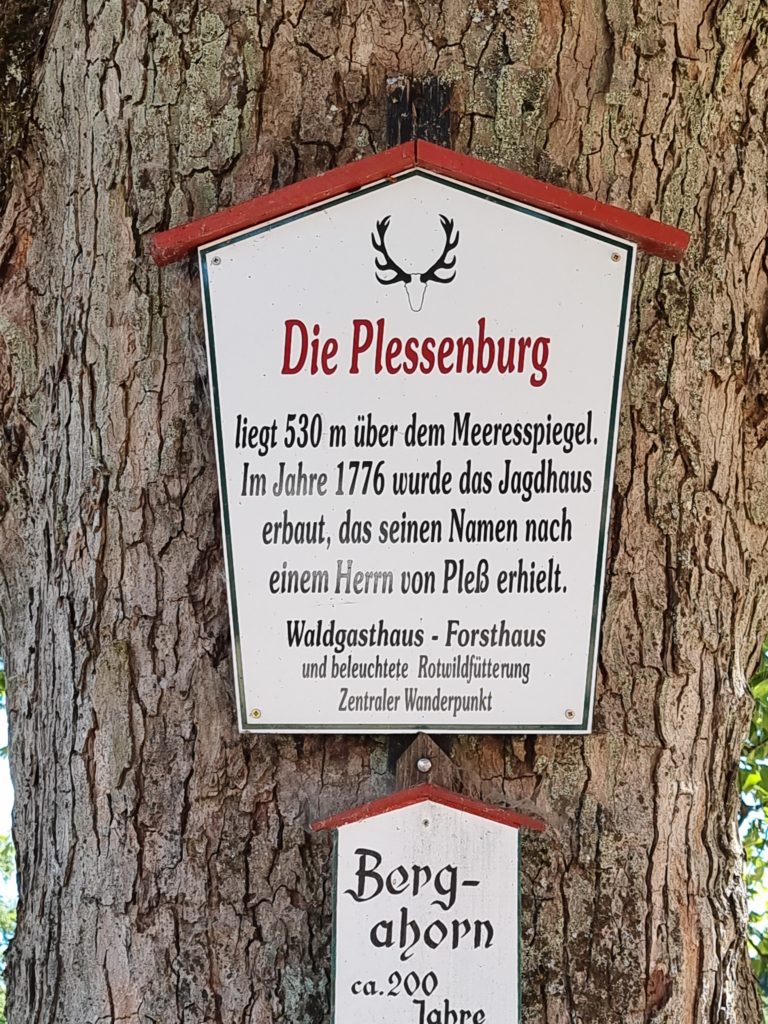 Die Plessenburg
liegt 530 m über dem Meeresspiegel.
Im Jahre 1776 wurde das Jagdhaus
erbaut, das seinen Namen nach
einem Herrn von Pleß erhielt.
Waldgasthaus - Forsthaus
und beleuchtete Rotwildfütterung
Zentraler Wanderpunkt
Berg-
ahorn
ca. 200
Jahre